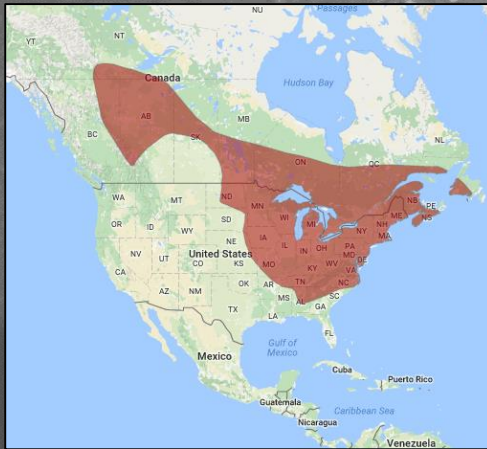 Passages
NU
YT
NT
Canada
Hudson Bay
AB
BC
SK
MB
NL
ON
QC
NB
PE
NS
WA
MT
ND
MN
ME
OR
ID
SD
WI
MI
NY
NH
MA
WY
IA
NE
IL
IN
OH
PA
NV
UT
CO
United States
KS
MO
KY
WV
MD
DE
VA
CA
AZ
NM
OK
AR
TN
NC
MS
AL
SC
GA
TX
LA
FL
Gulf of
Mexico
Mexico
Cuba
Puerto Rico
Guatemala
Caribbean Sea
Nicaragua
Venezuela